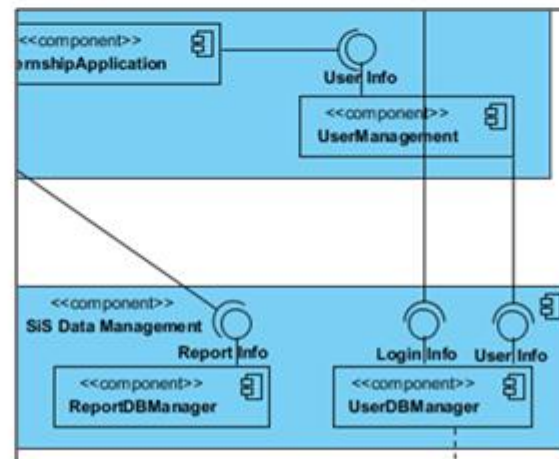 <<component>>
ernshipApplication
User Info
<<component>>
UserManagement
<<component>>
SiS Data Management
Report Info
Login Info
User Info
<<component>>
ReportDBManager
<<component>>
UserDBManager